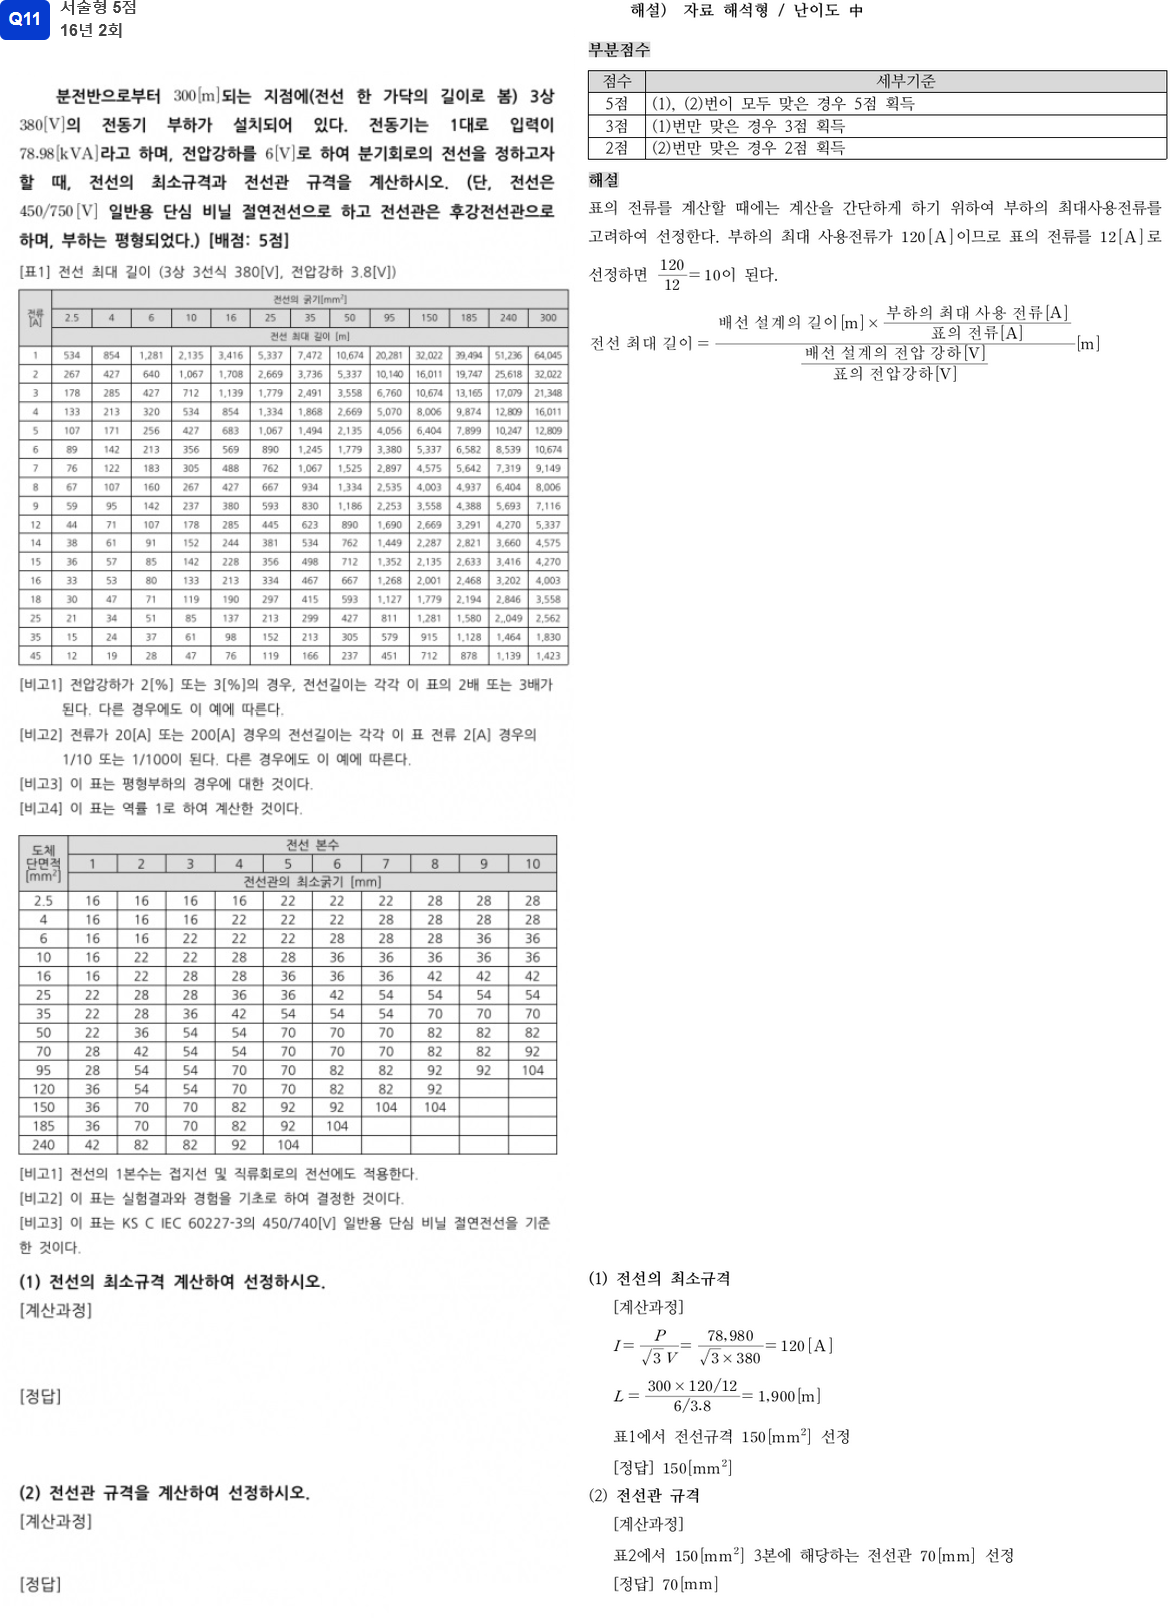 Q11
서술형 5점
16년 2회
분전반으로부터 300[m]되는 지점에(전선 한 가닥의 길이로 봄) 3상
380[V]의 전동기 부하가 설치되어 있다. 전동기는 1대로 입력이
78.98[kVA]라고 하며, 전압강하를 6[V]로 하여 분기회로의 전선을 정하고자
할 때, 전선의 최소규격과 전선관 규격을 계산하시오. (단, 전선은
450/750[V] 일반용 단심 비닐 절연전선으로 하고 전선관은 후강전선관으로
하며, 부하는 평형되었다.) [배점: 5점]
[표1] 전선 최대 길이 (3상 3선식 380[V], 전압강하 3.8[V])
전류 [A] 전선의 굵기[mm²]
2.5 4 6 10 16 25 35 50 95 150 185 240 300
전선 최대 길이 [m]
1 534 854 1,281 2,135 3,416 5,337 7,472 10,674 20,281 32,022 39,494 51,236 64,045
2 267 427 640 1,067 1,708 2,669 3,736 5,337 10,140 16,011 19,747 25,618 32,022
3 178 285 427 712 1,139 1,779 2,491 3,558 6,760 10,674 13,165 17,079 21,348
4 133 213 320 534 854 1,334 1,868 2,669 5,070 8,006 9,874 12,809 16,011
5 107 171 256 427 683 1,067 1,494 2,135 4,056 6,404 7,899 10,247 12,809
6 89 142 213 356 569 890 1,245 1,779 3,380 5,337 6,582 8,539 10,674
7 76 122 183 305 488 762 1,067 1,525 2,897 4,575 5,642 7,319 9,149
8 67 107 160 267 427 667 934 1,334 2,535 4,003 4,937 6,404 8,006
9 59 95 142 237 380 593 830 1,186 2,253 3,558 4,388 5,693 7,116
12 44 71 107 178 285 445 623 890 1,690 2,669 3,291 4,270 5,337
14 38 61 91 152 244 381 534 762 1,449 2,287 2,821 3,660 4,575
15 36 57 85 142 228 356 498 712 1,352 2,135 2,633 3,416 4,270
16 33 53 80 133 213 334 467 667 1,268 2,001 2,468 3,202 4,003
18 30 47 71 119 190 297 415 593 1,127 1,779 2,194 2,846 3,558
25 21 34 51 85 137 213 299 427 811 1,281 1,580 2,,049 2,562
35 15 24 37 61 98 152 213 305 579 915 1,128 1,464 1,830
45 12 19 28 47 76 119 166 237 451 712 878 1,139 1,423
[비고1] 전압강하가 2[%] 또는 3[%]의 경우, 전선길이는 각각 이 표의 2배 또는 3배가
된다. 다른 경우에도 이 예에 따른다.
[비고2] 전류가 20[A] 또는 200[A] 경우의 전선길이는 각각 이 표 전류 2[A] 경우의
1/10 또는 1/100이 된다. 다른 경우에도 이 예에 따른다.
[비고3] 이 표는 평형부하의 경우에 대한 것이다.
[비고4] 이 표는 역률 1로 하여 계산한 것이다.
도체 단면적 [mm²] 전선 본수
1 2 3 4 5 6 7 8 9 10
전선관의 최소굵기 [mm]
2.5 16 16 16 16 22 22 22 28 28 28
4 16 16 16 22 22 22 28 28 28 28
6 16 16 22 22 22 28 28 28 36 36
10 16 22 22 28 28 36 36 36 36 36
16 16 22 28 28 36 36 36 42 42 42
25 22 28 28 36 36 42 54 54 54 54
35 22 28 36 42 54 54 54 70 70 70
50 22 36 54 54 70 70 70 82 82 82
70 28 42 54 54 70 70 70 82 82 92
95 28 54 54 70 70 82 82 92 92 104
120 36 54 54 70 70 82 82 92
150 36 70 70 82 92 92 104 104
185 36 70 70 82 92 104
240 42 82 82 92 104
[비고1] 전선의 1본수는 접지선 및 직류회로의 전선에도 적용한다.
[비고2] 이 표는 실험결과와 경험을 기초로 하여 결정한 것이다.
[비고3] 이 표는 KS C IEC 60227-3의 450/740[V] 일반용 단심 비닐 절연전선을 기준
한 것이다.
(1) 전선의 최소규격 계산하여 선정하시오.
[계산과정]
[정답]
(2) 전선관 규격을 계산하여 선정하시오.
[계산과정]
[정답]
해설) 자료 해석형 / 난이도 中
부분점수
점수 세부기준
5점 (1), (2)번이 모두 맞은 경우 5점 획득
3점 (1)번만 맞은 경우 3점 획득
2점 (2)번만 맞은 경우 2점 획득
해설
표의 전류를 계산할 때에는 계산을 간단하게 하기 위하여 부하의 최대사용전류를
고려하여 선정한다. 부하의 최대 사용전류가 120[A]이므로 표의 전류를 12[A]로
선정하면 120/12 = 10이 된다.
전선 최대 길이 = (배선 설계의 길이[m] × 부하의 최대 사용 전류[A] / 표의 전류[A]) / (배선 설계의 전압 강하[V] / 표의 전압강하[V]) [m]
(1) 전선의 최소규격
[계산과정]
I = P / √3 V = 78,980 / √3 × 380 = 120[A]
L = 300 × 120/12 / 6/3.8 = 1,900[m]
표1에서 전선규격 150[mm²] 선정
[정답] 150[mm²]
(2) 전선관 규격
[계산과정]
표2에서 150[mm²] 3본에 해당하는 전선관 70[mm] 선정
[정답] 70[mm]